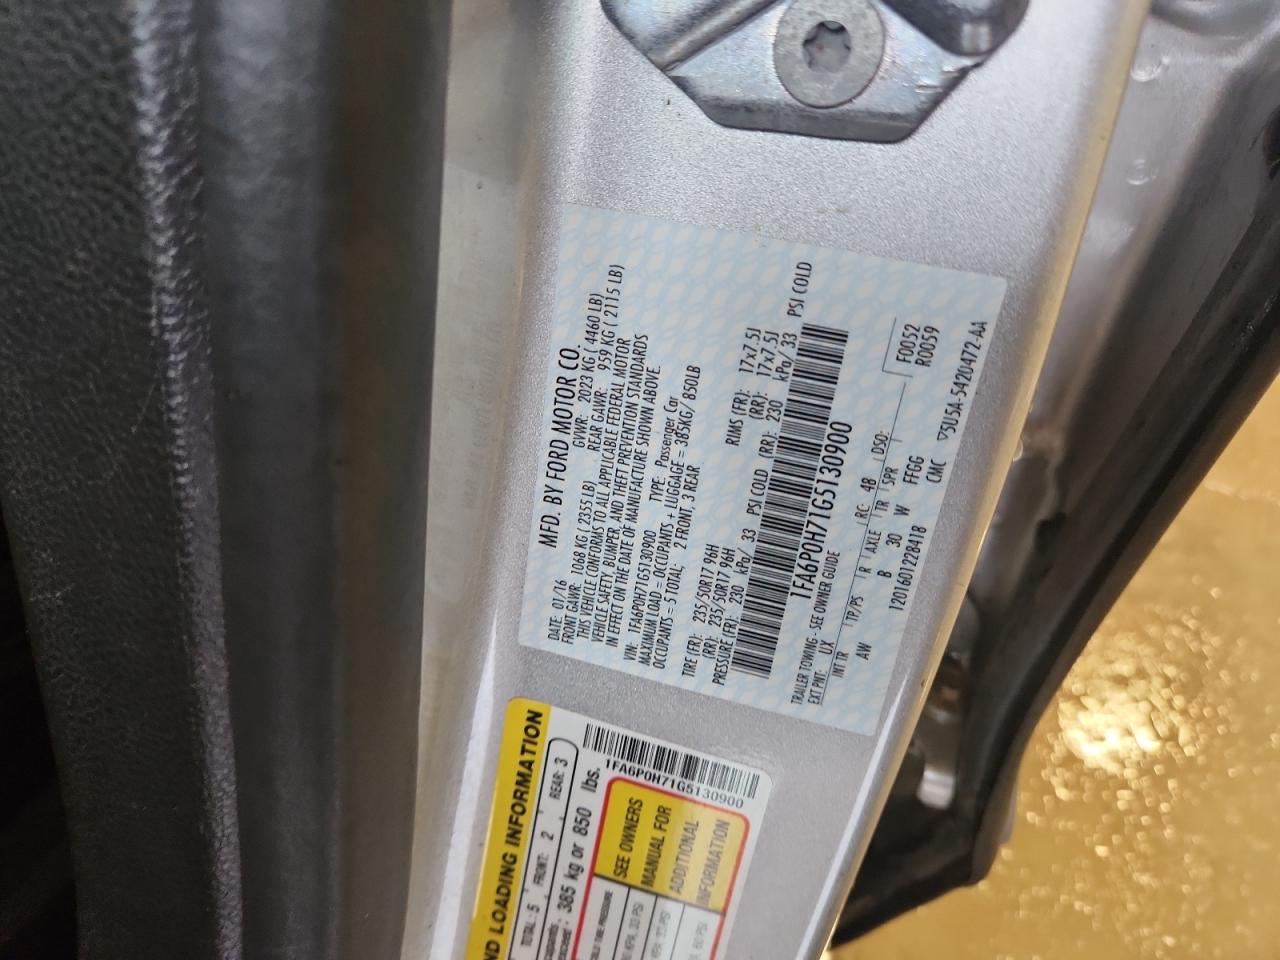 MFD. BY FORD MOTOR CO.
DATE: 01/16 GVWR: 2023 KG ( 4460 LB)
FRONT GAWR: 1068 KG ( 2355 LB) REAR GAWR: 959 KG ( 2115 LB)
THIS VEHICLE CONFORMS TO ALL APPLICABLE FEDERAL MOTOR
VEHICLE SAFETY, BUMPER, AND THEFT PREVENTION STANDARDS
IN EFFECT ON THE DATE OF MANUFACTURE SHOWN ABOVE.
VIN: 1FA6P0H71G5130900 TYPE: Passenger Car
MAXIMUM LOAD = OCCUPANTS + LUGGAGE = 385KG/ 850LB
OCCUPANTS = 5 TOTAL; 2 FRONT, 3 REAR
TIRE (FR): 235/50R17 96H RIMS (FR): 17x7.5J
(RR): 235/50R17 96H (RR): 17x7.5J
PRESSURE (FR): 230 kPa/ 33 PSI COLD (RR): 230 kPa/ 33 PSI COLD
1FA6P0H71G5130900
TRAILER TOWING - SEE OWNER GUIDE
EXT PNT: UX RC: 48 DSO: F0052
INT TR TP/PS R AXLE TR SPR R0059
AW B 30 W FFGG
1201601228418 CMC ▽5U5A-5420472-AA
ND LOADING INFORMATION
TOTAL: 5 FRONT: 2 REAR: 3
385 kg or 850 lbs.
1FA6P0H71G5130900
SEE OWNERS
MANUAL FOR
ADDITIONAL
INFORMATION